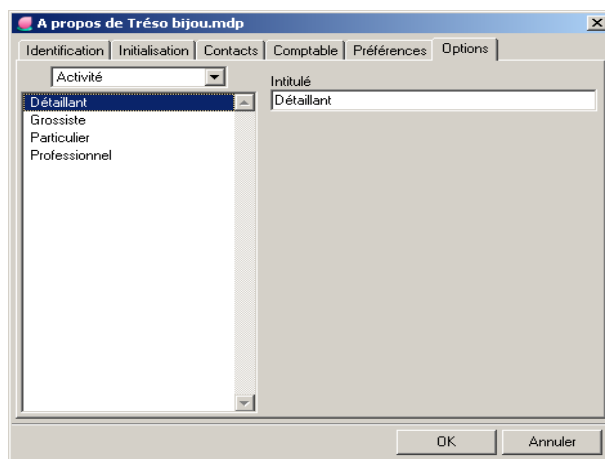 A propos de Tréso bijou.mdp
Identification Initialisation Contacts Comptable Préférences Options
Activité
Intitulé
Détaillant
Détaillant
Grossiste
Particulier
Professionnel
OK Annuler